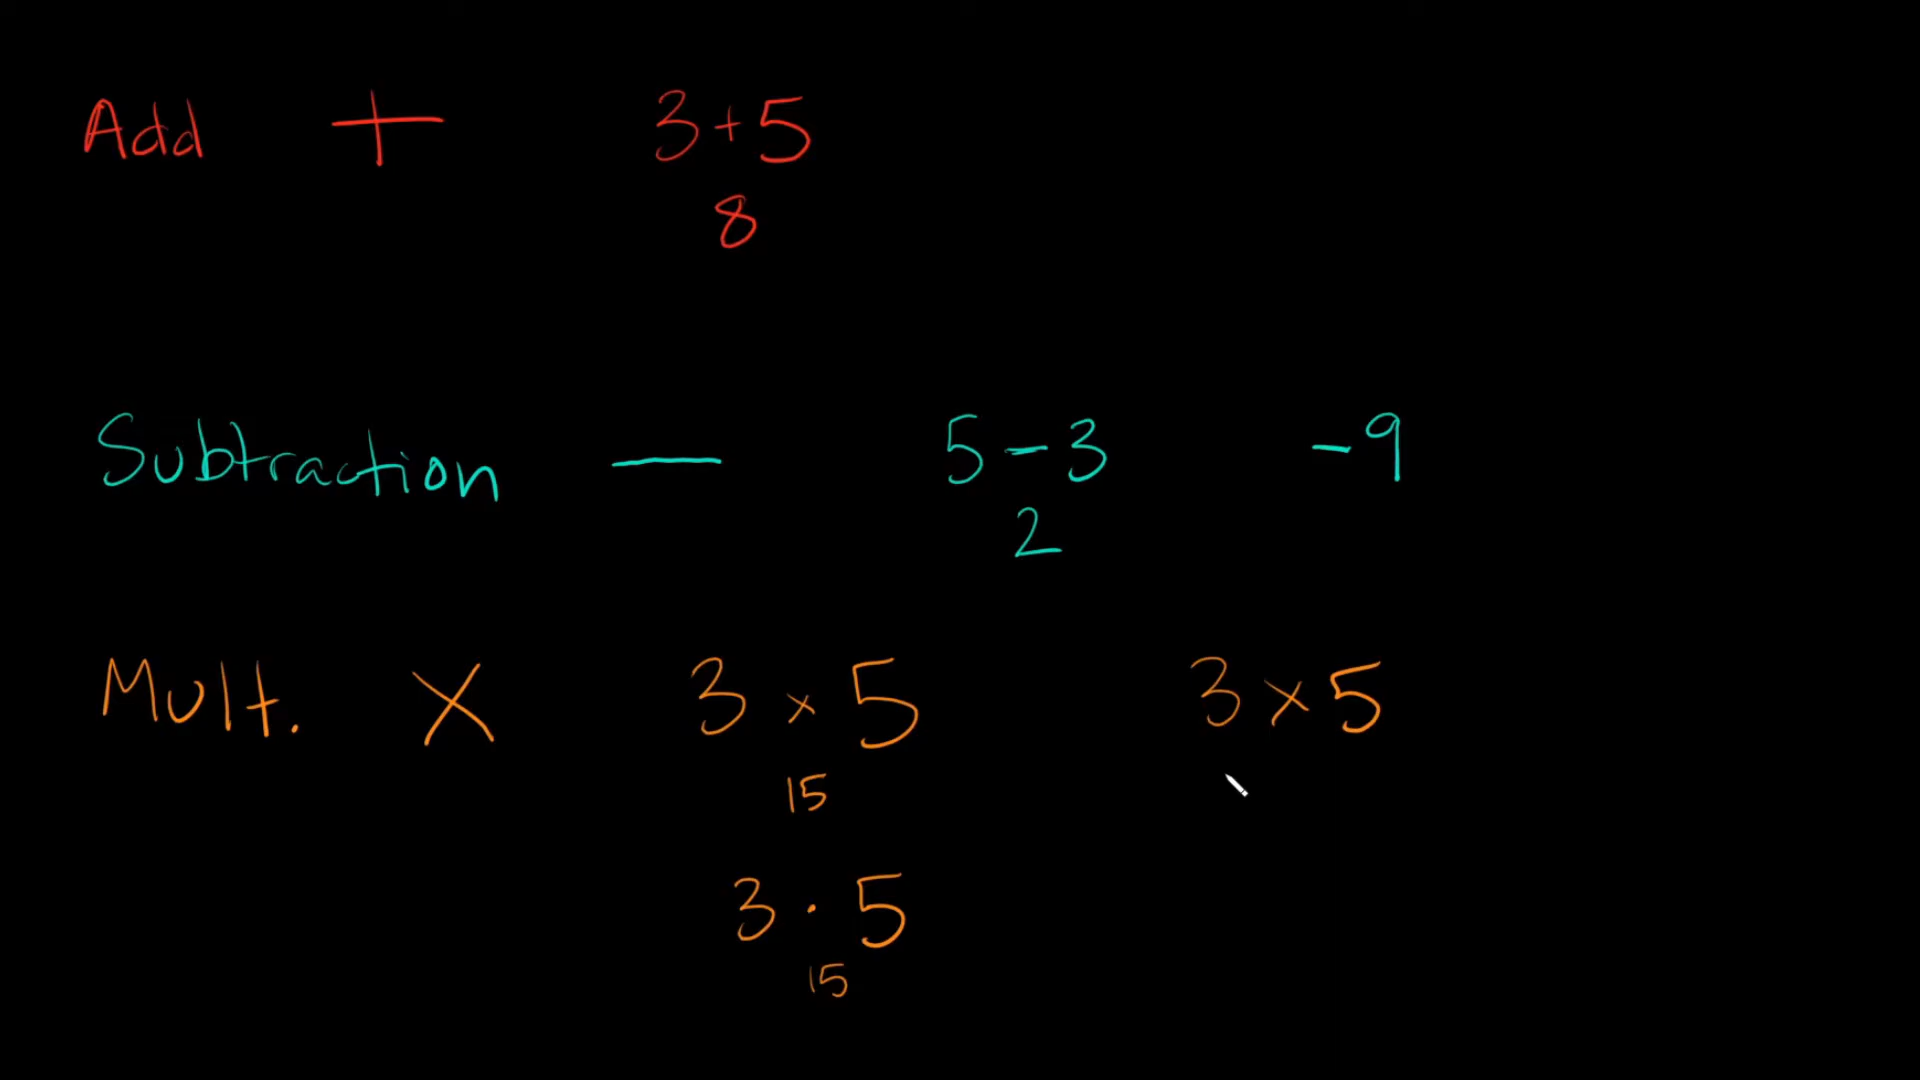 Add + 3+5
8
Subtraction — 5-3 -9
2
Mult. × 3 × 5 3×5
15
3 · 5
15